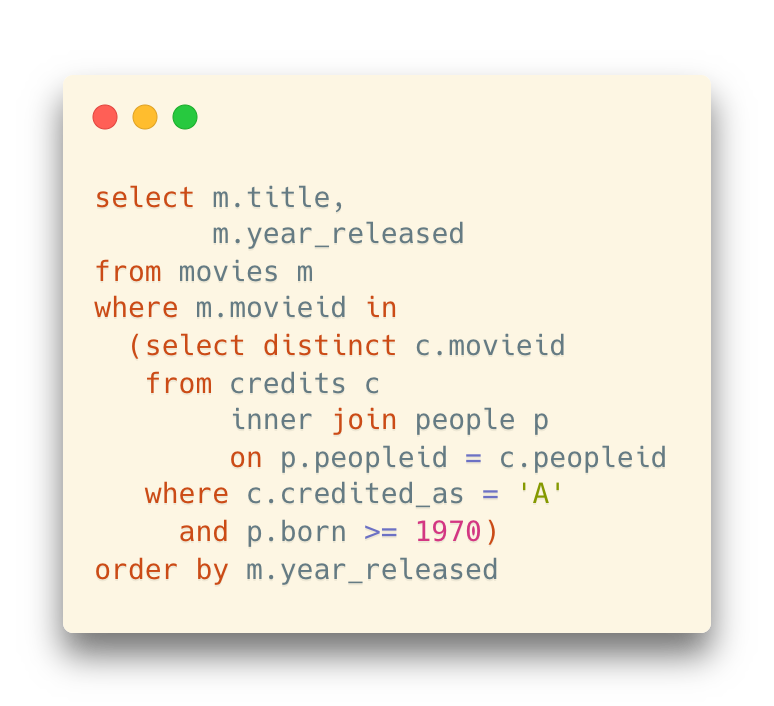 select m.title,
       m.year_released
from movies m
where m.movieid in
  (select distinct c.movieid
   from credits c
        inner join people p
        on p.peopleid = c.peopleid
   where c.credited_as = 'A'
     and p.born >= 1970)
order by m.year_released